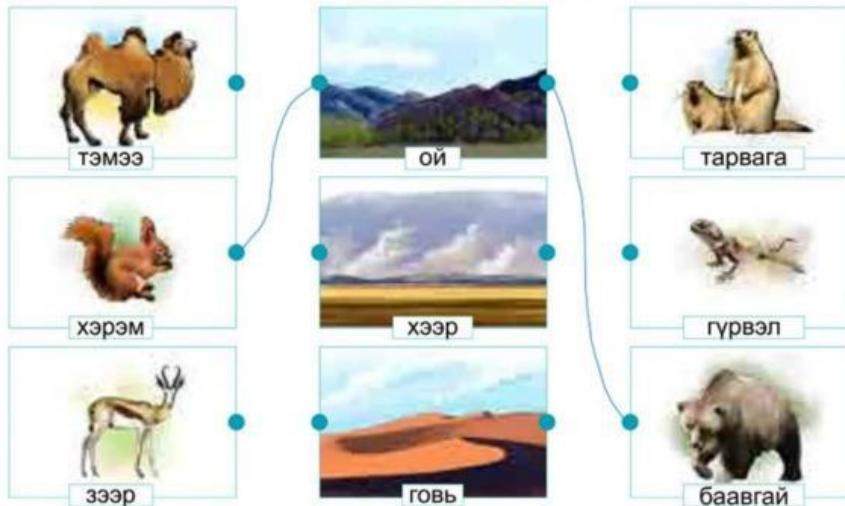 тэмээ
ой
тарвага
хэрэм
хээр
гүрвэл
зээр
говь
баавгай